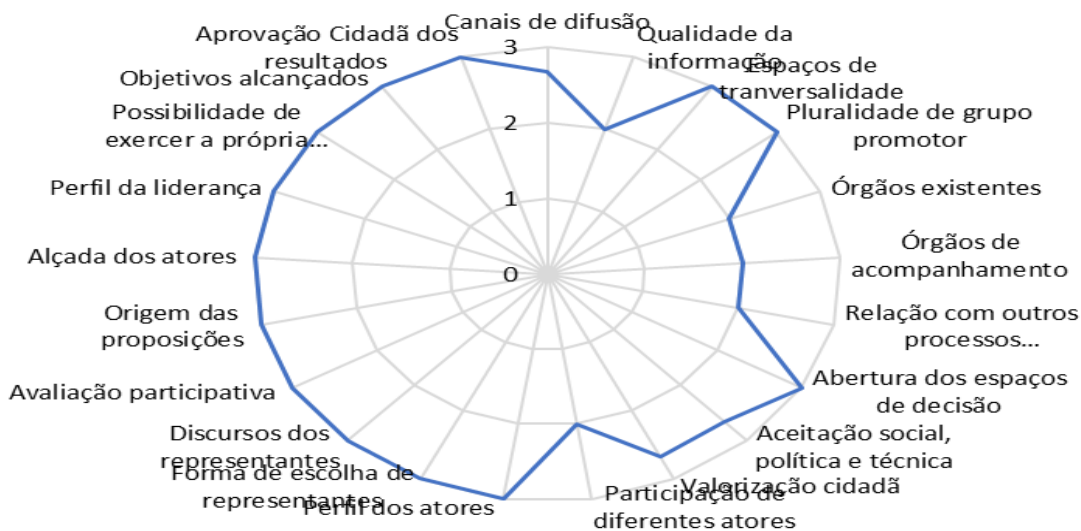 Canais de difusão
Qualidade da
informação
Espaços de
tranversalidade
Pluralidade de grupo
promotor
Órgãos existentes
Órgãos de
acompanhamento
Relação com outros
processos...
Abertura dos espaços
de decisão
Aceitação social,
política e técnica
Valorização cidadã
Participação de
diferentes atores
Perfil dos atores
Forma de escolha de
representantes
Discursos dos
representantes
Avaliação participativa
Origem das
proposições
Alçada dos atores
Perfil da liderança
Possibilidade de
exercer a própria...
Objetivos alcançados
Aprovação Cidadã dos
resultados
3
2
1
0